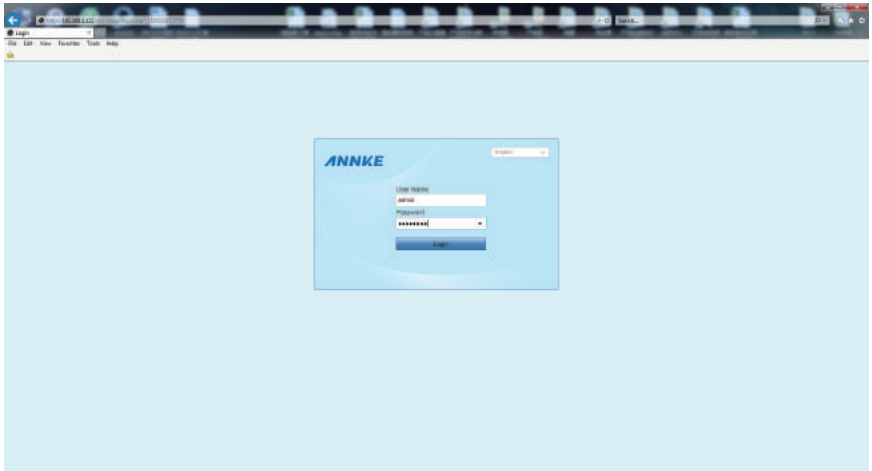 Login
File Edit View Favorites Tools Help
ANNKE
English
User Name
admin
Password
Login